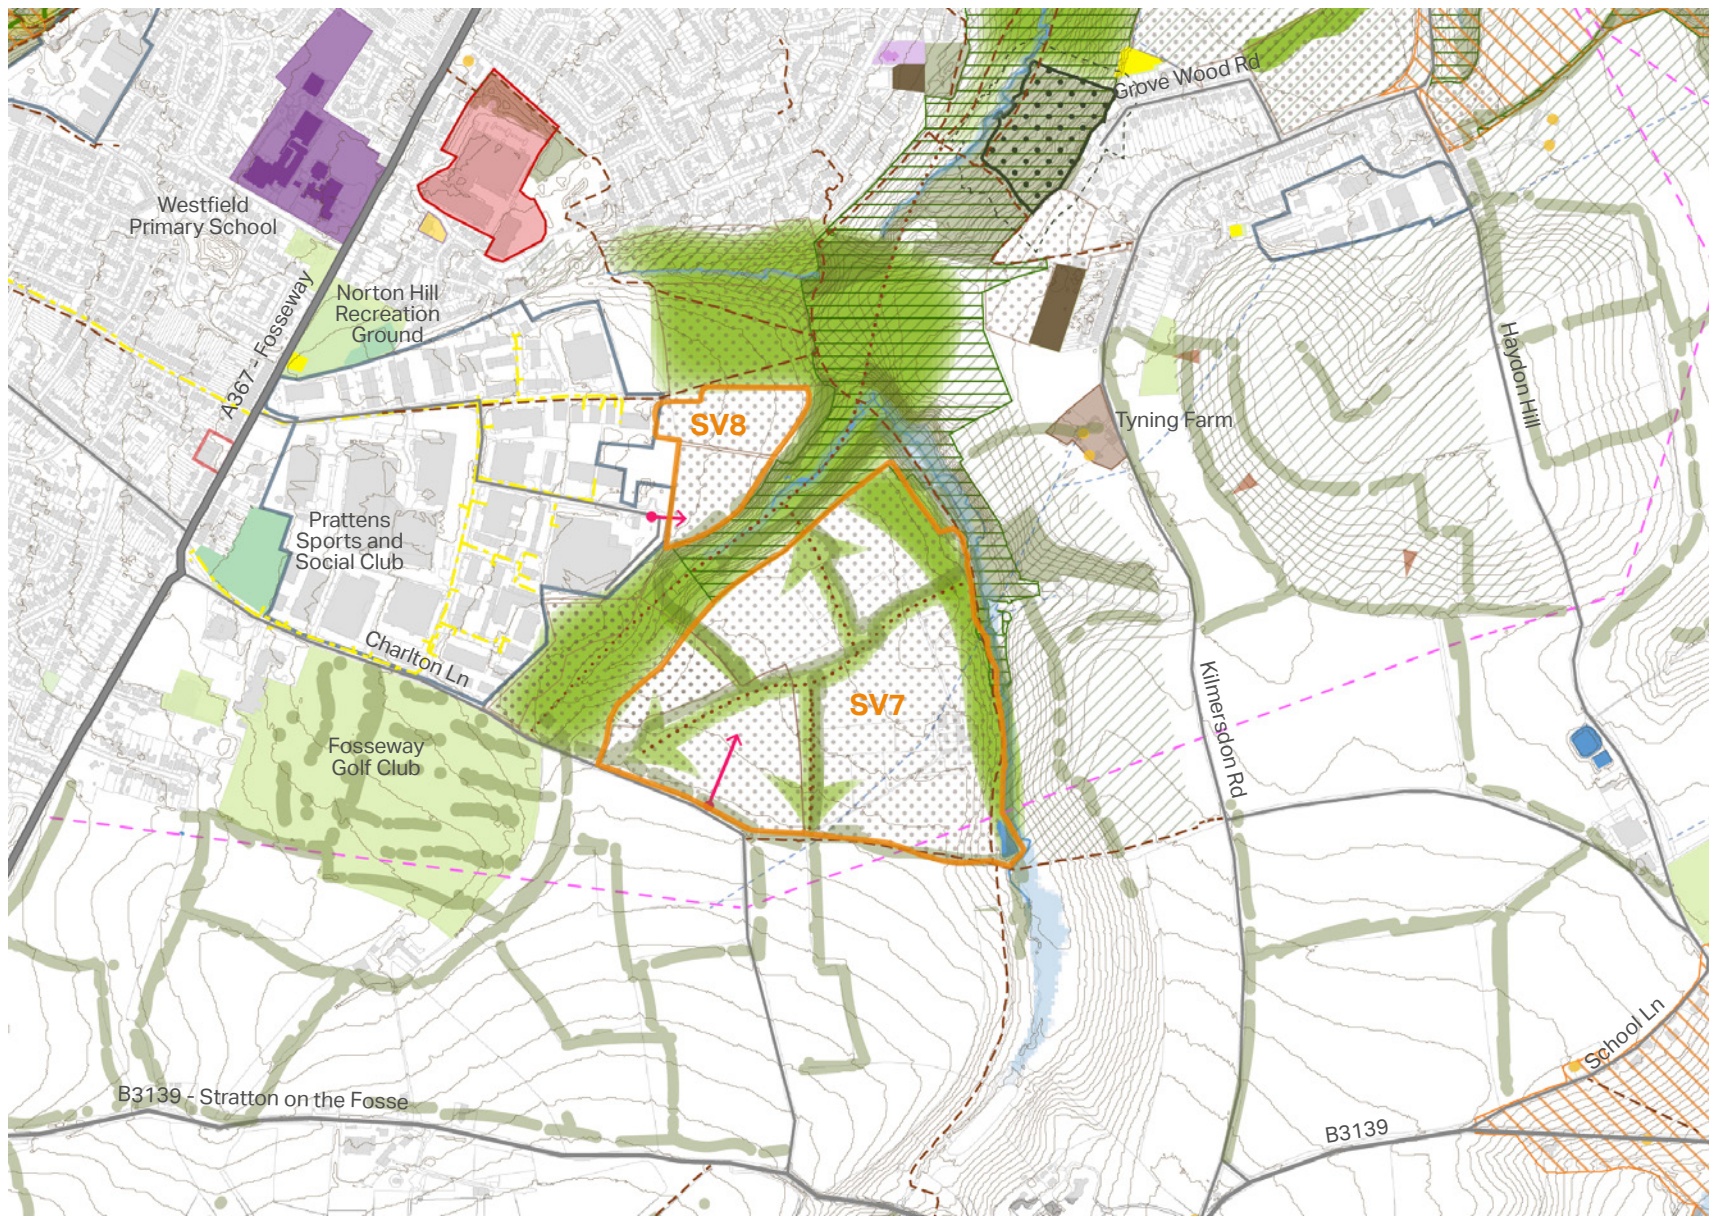 Grove Wood Rd
Westfield
Primary School
A367 - Fosseway
Norton Hill
Recreation
Ground
Haydon Hill
SV8
Tyning Farm
Prattens
Sports and
Social Club
Charlton Ln
SV7
Kilmersdon Rd
Fosseway
Golf Club
School Ln
B3139 - Stratton on the Fosse
B3139